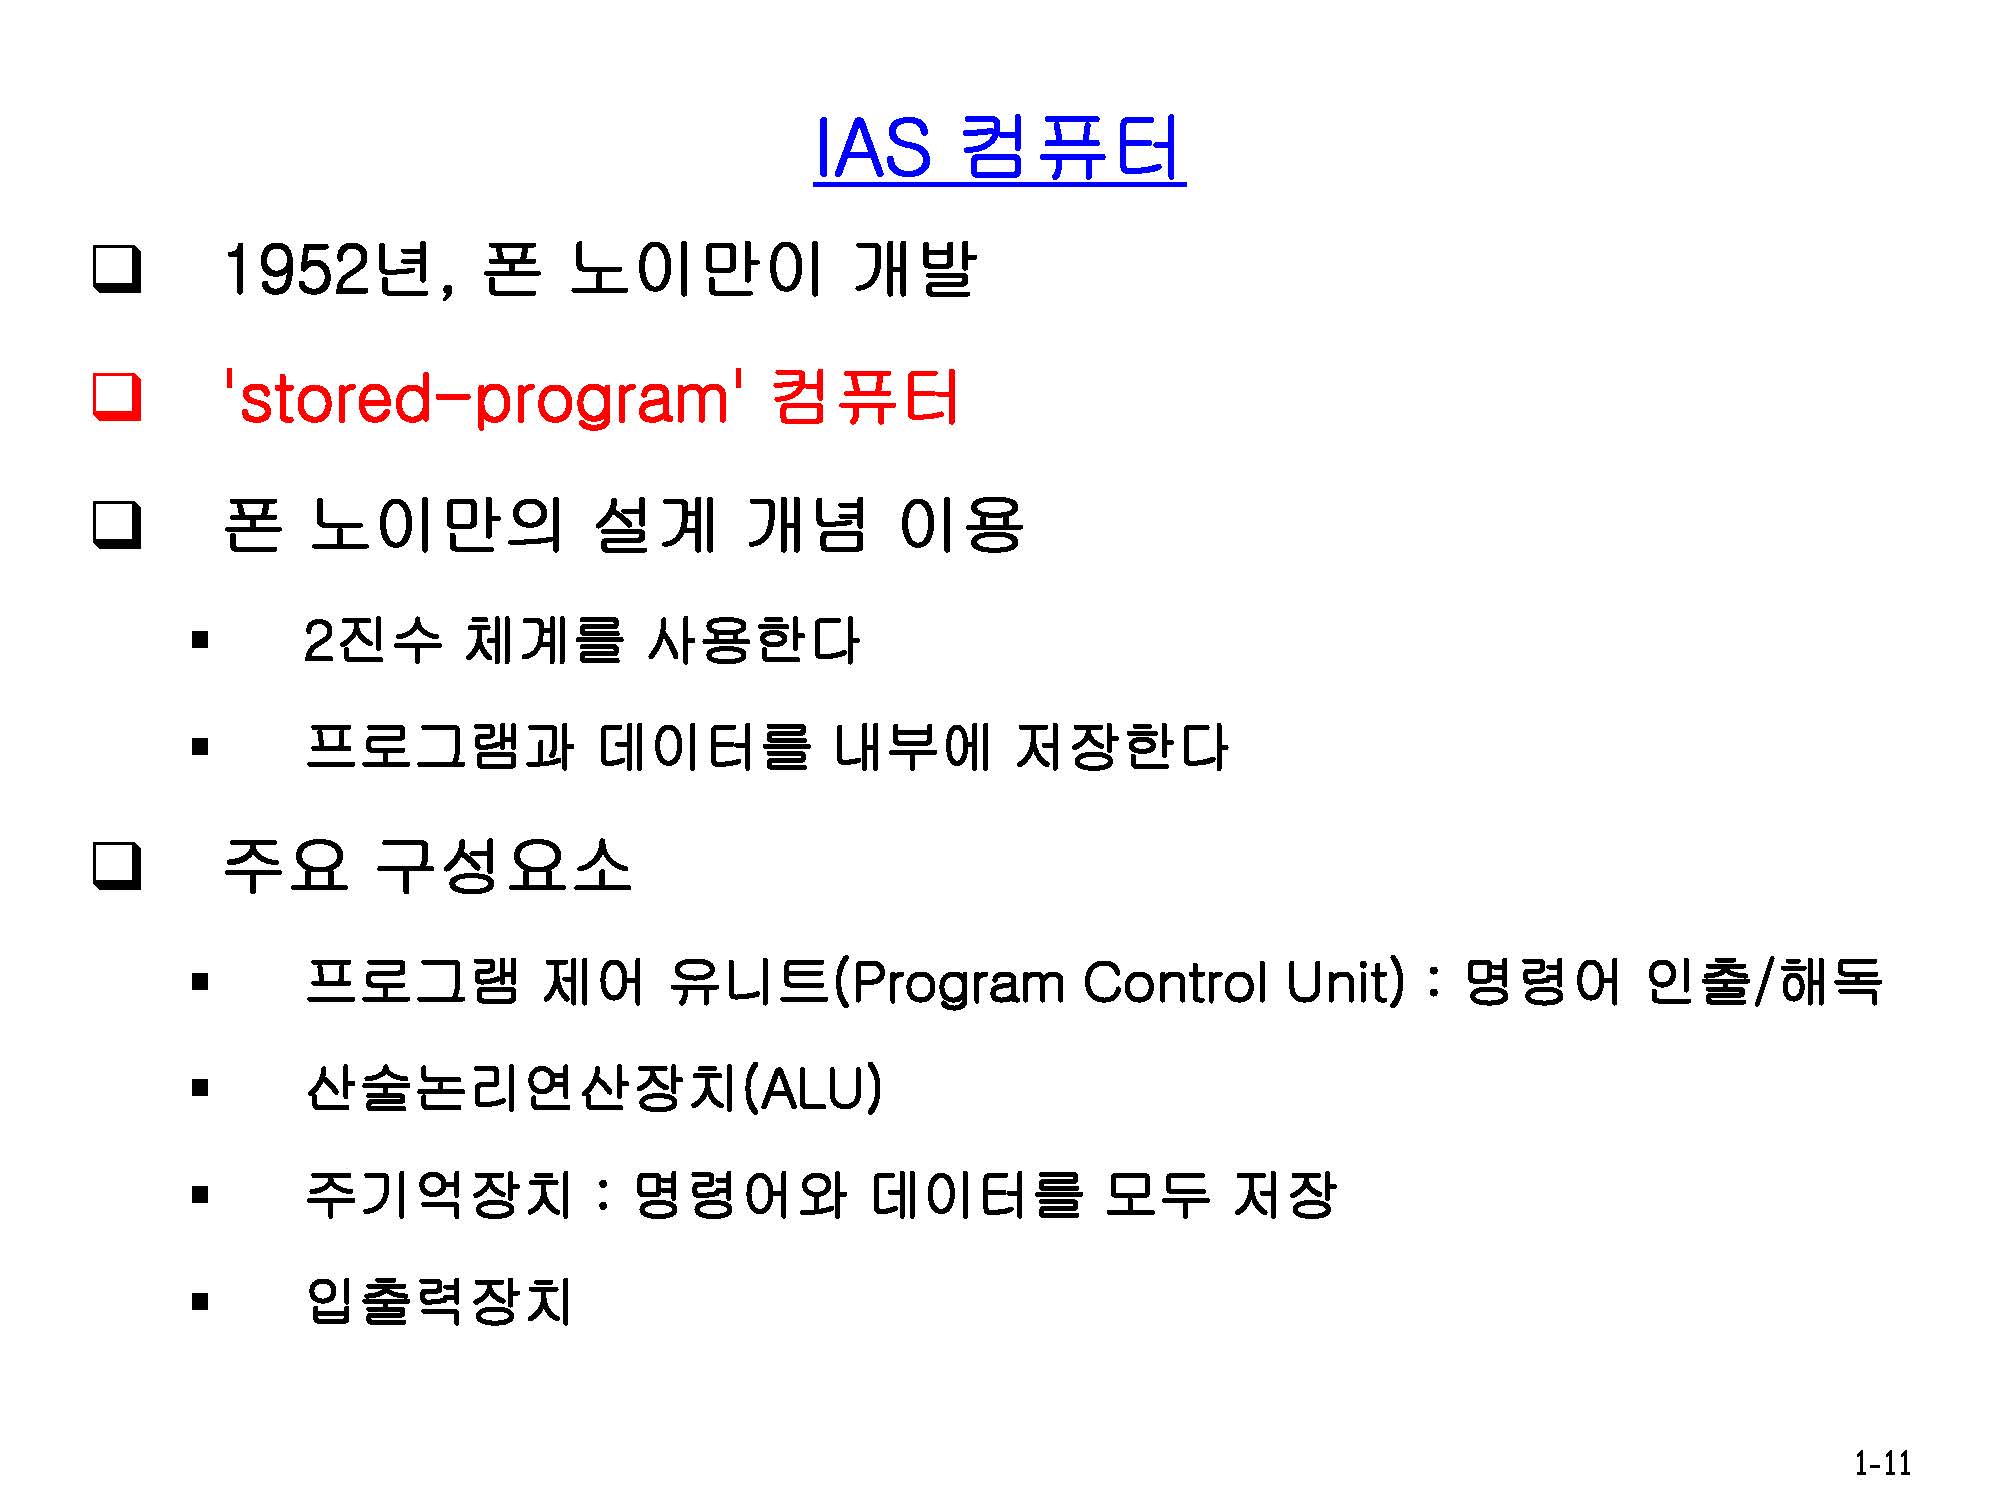 IAS 컴퓨터
1952년, 폰 노이만이 개발
'stored-program' 컴퓨터
폰 노이만의 설계 개념 이용
2진수 체계를 사용한다
프로그램과 데이터를 내부에 저장한다
주요 구성요소
프로그램 제어 유니트(Program Control Unit) : 명령어 인출/해독
산술논리연산장치(ALU)
주기억장치 : 명령어와 데이터를 모두 저장
입출력장치
1-11